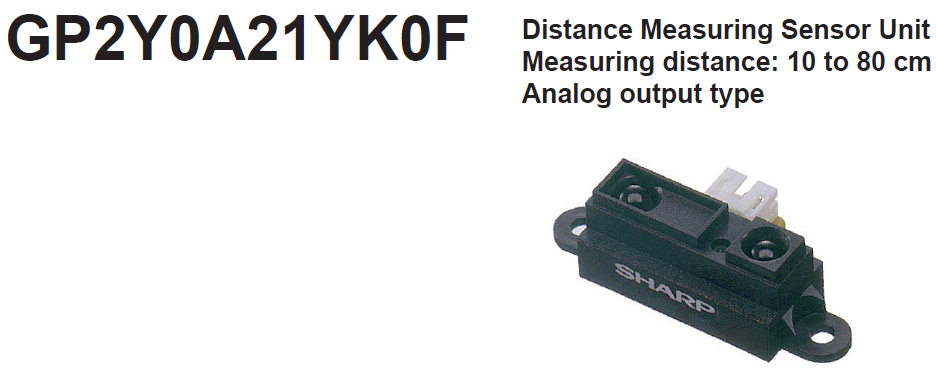 GP2Y0A21YK0F
Distance Measuring Sensor Unit
Measuring distance: 10 to 80 cm
Analog output type
SHARP